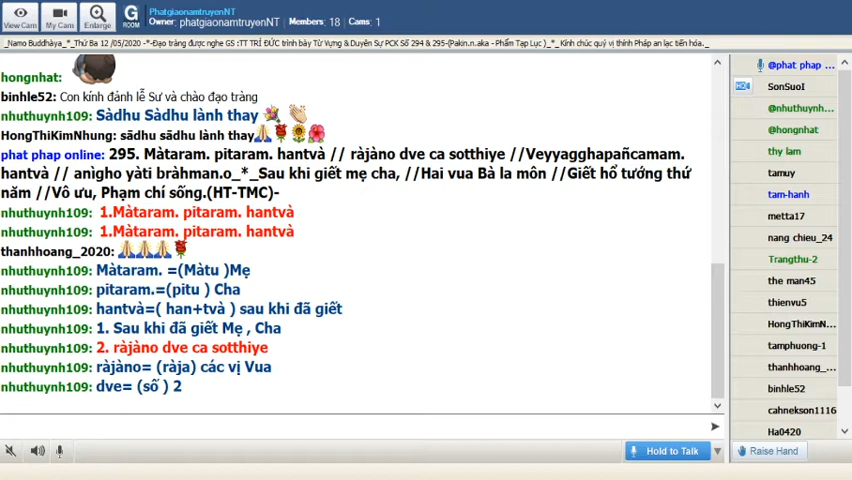 View Cam
My Cam
Enlarge
G
ROOM
PhatgiaonamtruyenNT
Owner: phatgiaonamtruyenNT Members: 18 Cams: 1
_Namo Buddhàya_*_Thứ Ba 12 /05/2020 -*-Đạo tràng được nghe GS :TT TRÍ ĐỨC trình bày Từ Vựng &Duyên Sự PCK Số 294 & 295-(Pakin.n.aka - Phẩm Tạp Lục )_*_ Kính chúc quý vị thính Pháp an lạc tiến hóa._
hongnhat:
binhle52: Con kính đảnh lễ Sư và chào đạo tràng
nhuthuynh109: Sàdhu Sàdhu lành thay
HongThiKimNhung: sādhu sādhu lành thay
phat phap online: 295. Màtaram. pitaram. hantvà // ràjàno dve ca sotthiye //Veyyagghapañcamam.
hantvà // anìgho yàti bràhman.o_*_Sau khi giết mẹ cha, //Hai vua Bà la môn //Giết hổ tướng thứ
năm //Vô ưu, Phạm chí sống.(HT-TMC)-
nhuthuynh109: 1.Màtaram. pitaram. hantvà
nhuthuynh109: 1.Màtaram. pitaram. hantvà
thanhhoang_2020:
nhuthuynh109: Màtaram. =(Màtu )Mẹ
nhuthuynh109: pitaram.=(pitu ) Cha
nhuthuynh109: hantvà=( han+tvà ) sau khi đã giết
nhuthuynh109: 1. Sau khi đã giết Mẹ , Cha
nhuthuynh109: 2. ràjàno dve ca sotthiye
nhuthuynh109: ràjàno= (ràja) các vị Vua
nhuthuynh109: dve= (số ) 2
@phat phap ...
HD
SonSuoI
@nhuthuynh...
@hongnhat
thy lam
tamuy
tam-hanh
metta17
nang chieu_24
Trangthu-2
the man45
thienvu5
HongThiKimN...
tamphuong-1
thanhhoang_...
binhle52
cahnekson1116
Ha0420
Hold to Talk
Raise Hand